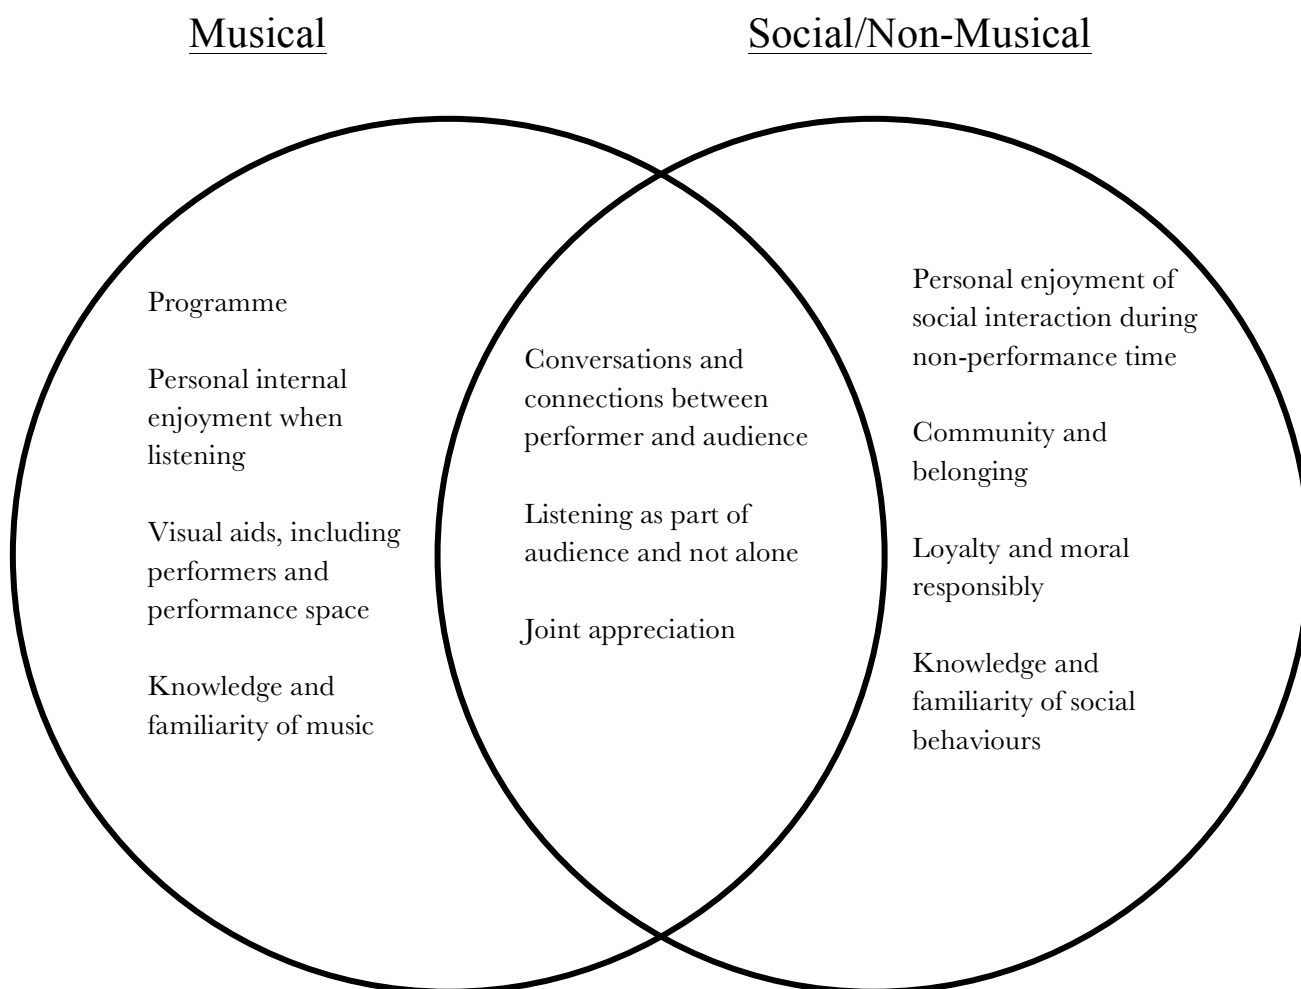 Musical
Social/Non-Musical
Programme
Personal internal
enjoyment when
listening
Visual aids, including
performers and
performance space
Knowledge and
familiarity of music
Conversations and
connections between
performer and audience
Listening as part of
audience and not alone
Joint appreciation
Personal enjoyment of
social interaction during
non-performance time
Community and
belonging
Loyalty and moral
responsibly
Knowledge and
familiarity of social
behaviours